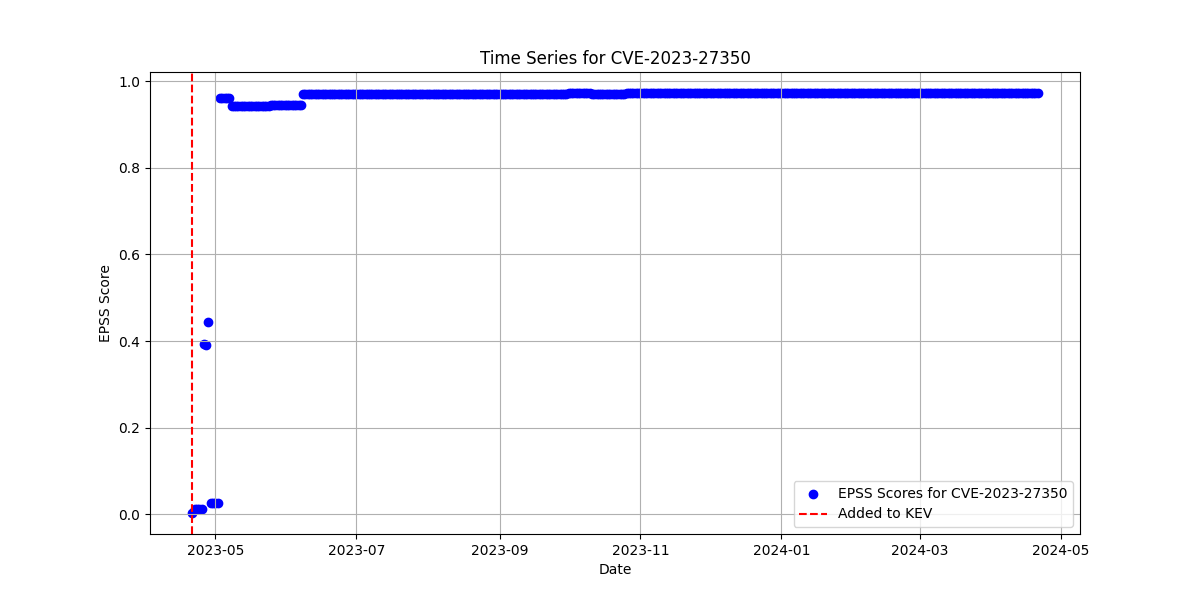 Time Series for CVE-2023-27350
EPSS Score
1.0
0.8
0.6
0.4
0.2
0.0
EPSS Scores for CVE-2023-27350
Added to KEV
2023-05
2023-07
2023-09
2023-11
2024-01
2024-03
2024-05
Date